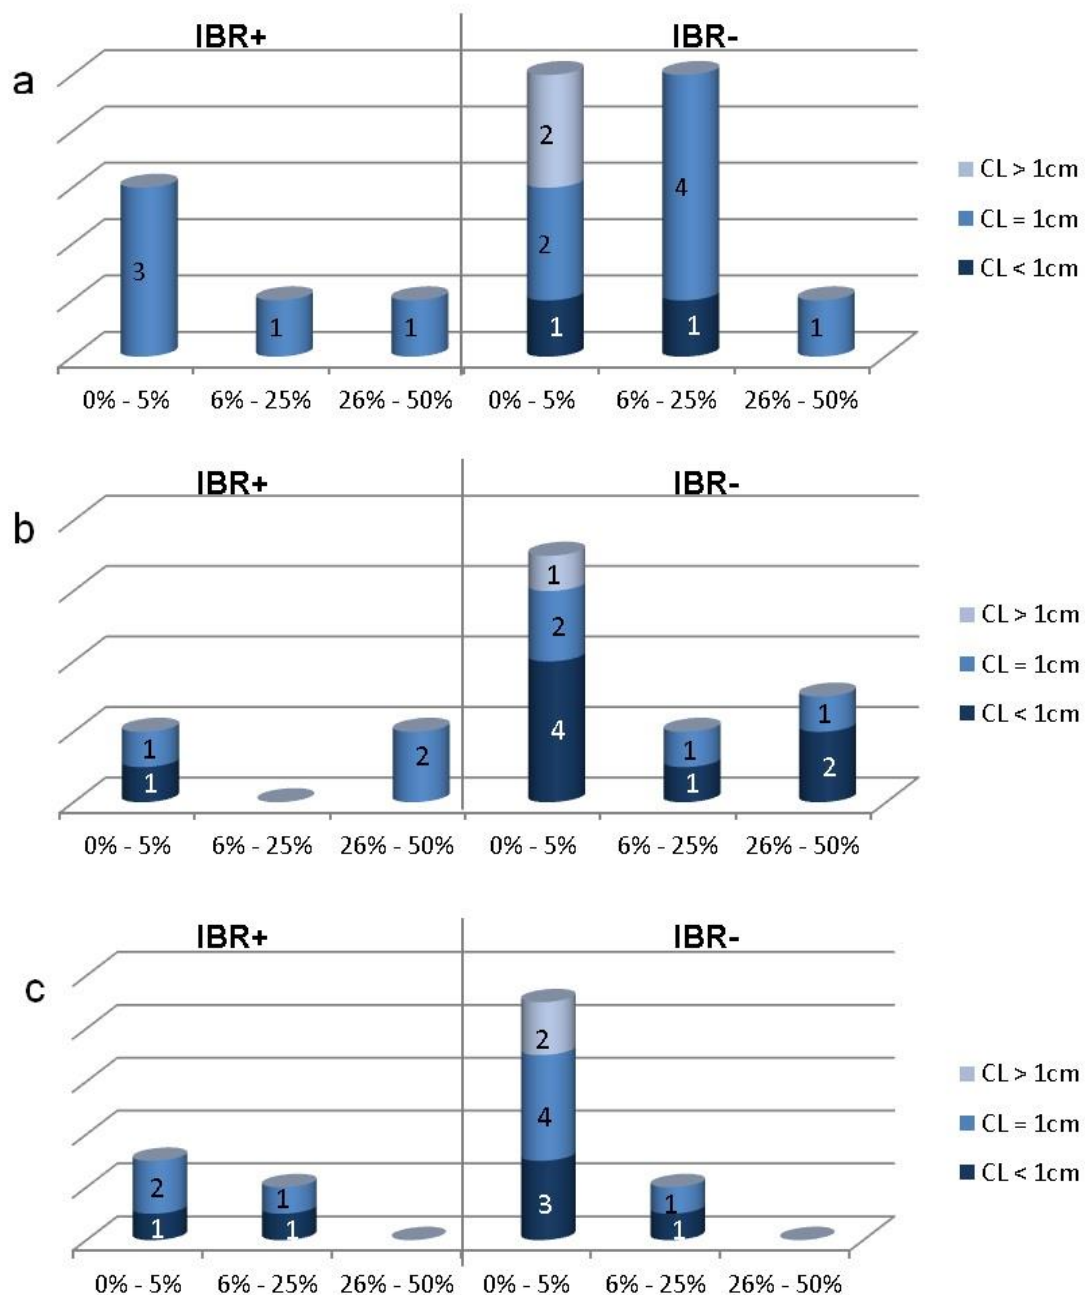 IBR+ IBR-
a
2
CL > 1cm
4
2
CL = 1cm
3
CL < 1cm
1 1 1 1 1
0% - 5% 6% - 25% 26% - 50% 0% - 5% 6% - 25% 26% - 50%
IBR+ IBR-
b
1
CL > 1cm
2
CL = 1cm
1
CL < 1cm
1 2 4 1 2
1 1
0% - 5% 6% - 25% 26% - 50% 0% - 5% 6% - 25% 26% - 50%
IBR+ IBR-
c
2
CL > 1cm
4
CL = 1cm
2 1 3 1
CL < 1cm
1 1 1
0% - 5% 6% - 25% 26% - 50% 0% - 5% 6% - 25% 26% - 50%